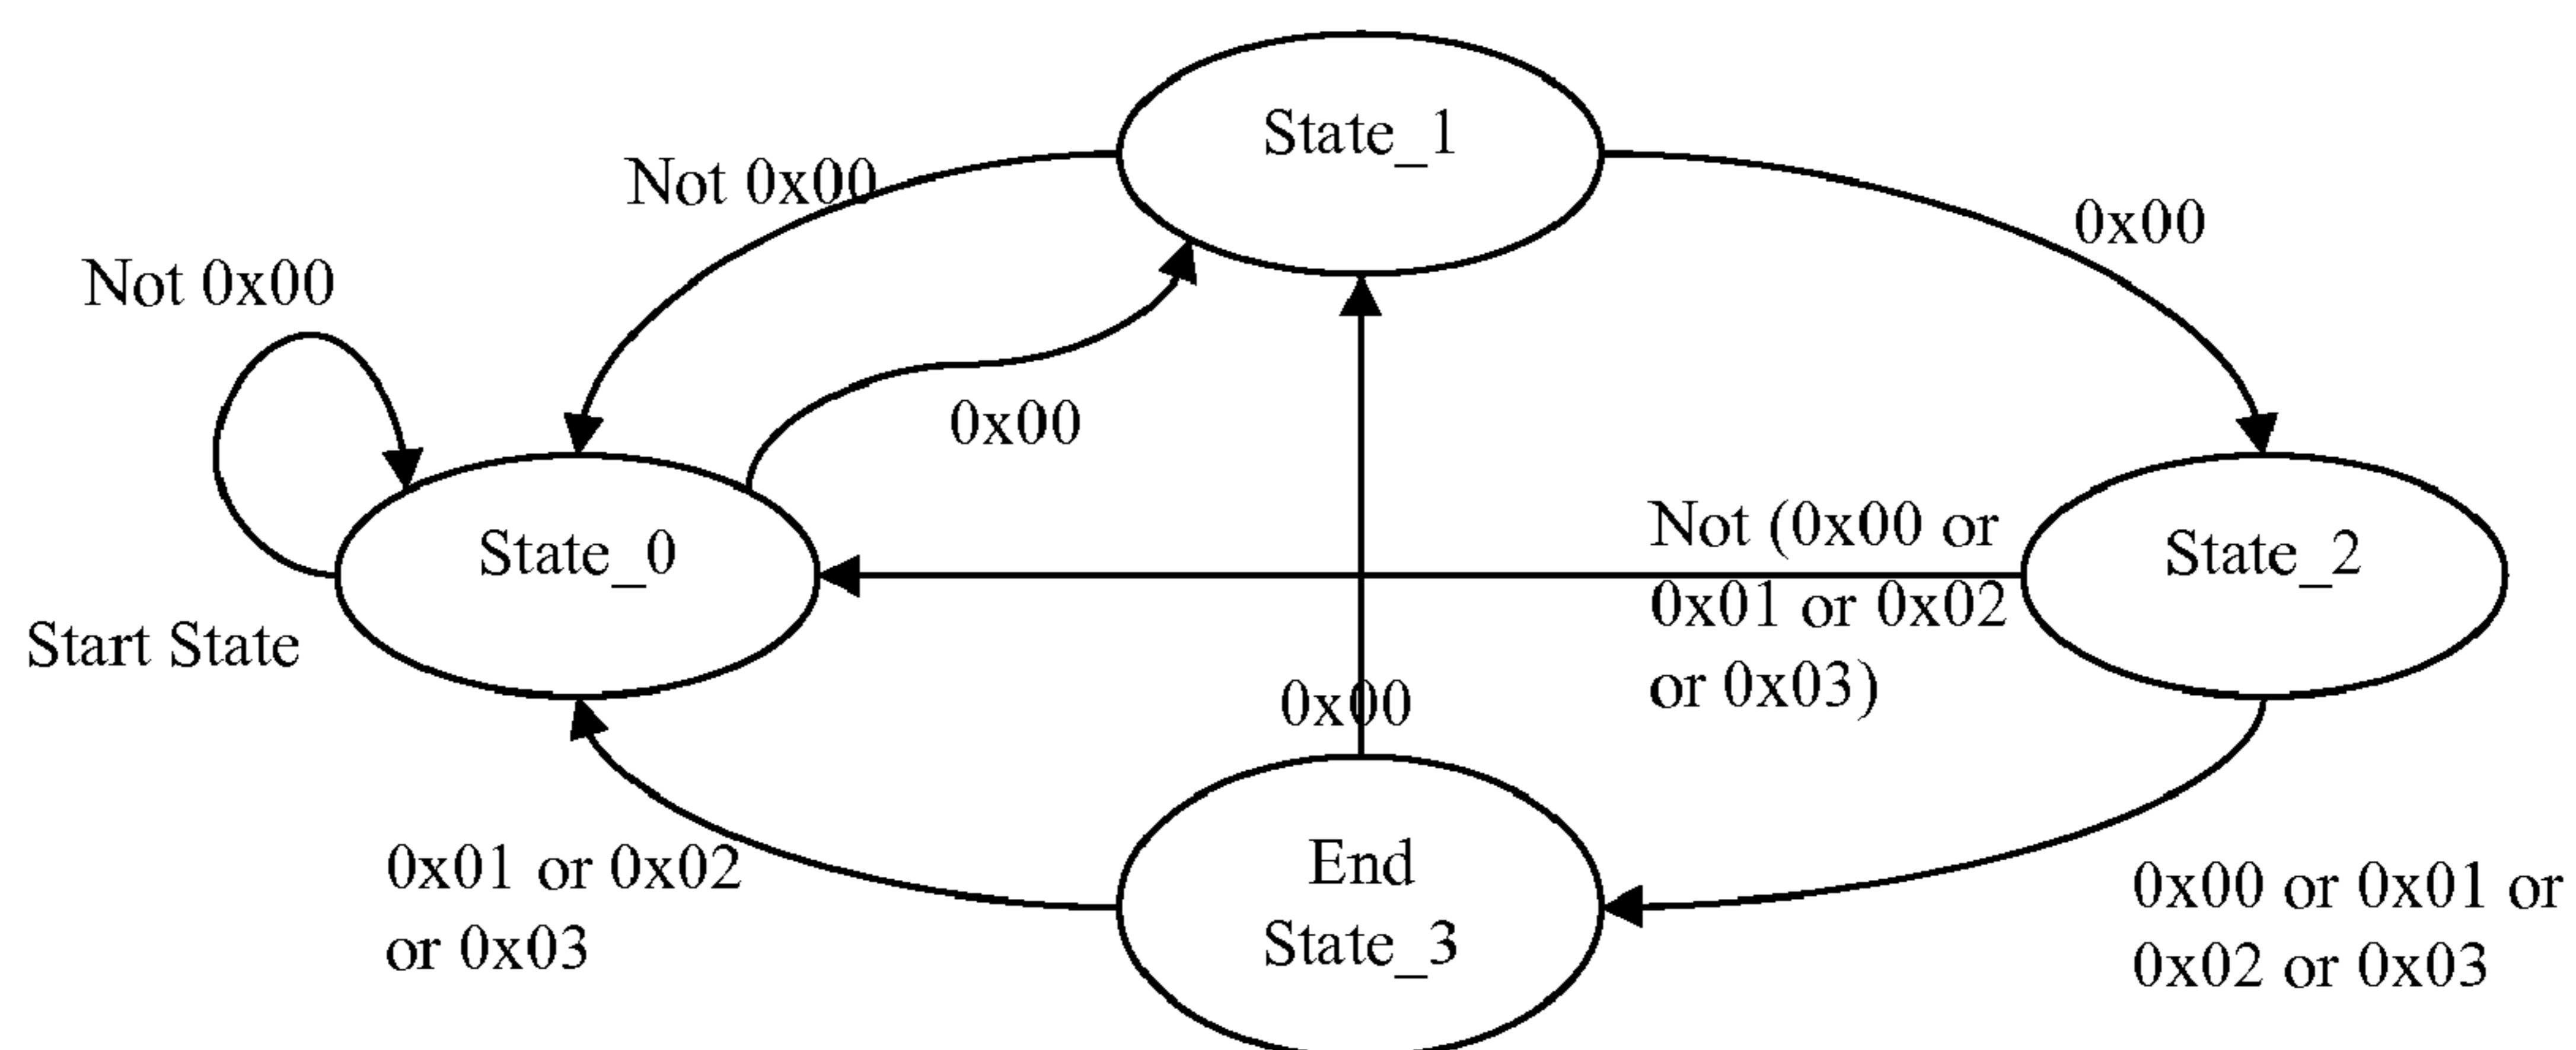 State_1
Not 0x00
0x00
Not 0x00
0x00
State_0
Start State
Not (0x00 or
0x01 or 0x02
or 0x03)
State_2
0x00
0x01 or 0x02
or 0x03
End
State_3
0x00 or 0x01 or
0x02 or 0x03